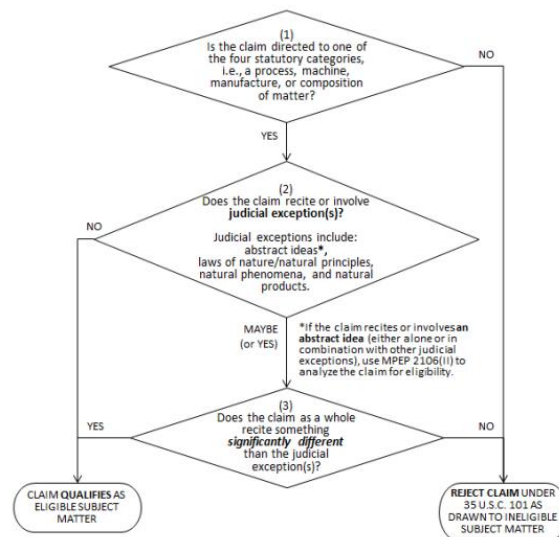 (1)
Is the claim directed to one of
the four statutory categories,
i.e., a process, machine,
manufacture, or composition
of matter?
NO
YES
(2)
Does the claim recite or involve
judicial exception(s)?
NO
Judicial exceptions include:
abstract ideas*,
laws of nature/natural principles,
natural phenomena, and natural
products.
MAYBE
(or YES)
*If the claim recites or involves an
abstract idea (either alone or in
combination with other judicial
exceptions), use MPEP 2106(II) to
analyze the claim for eligibility.
(3)
Does the claim as a whole
recite something
significantly different
than the judicial
exception(s)?
YES
NO
CLAIM QUALIFIES AS
ELIGIBLE SUBJECT
MATTER
REJECT CLAIM UNDER
35 U.S.C. 101 AS
DRAWN TO INELIGIBLE
SUBJECT MATTER